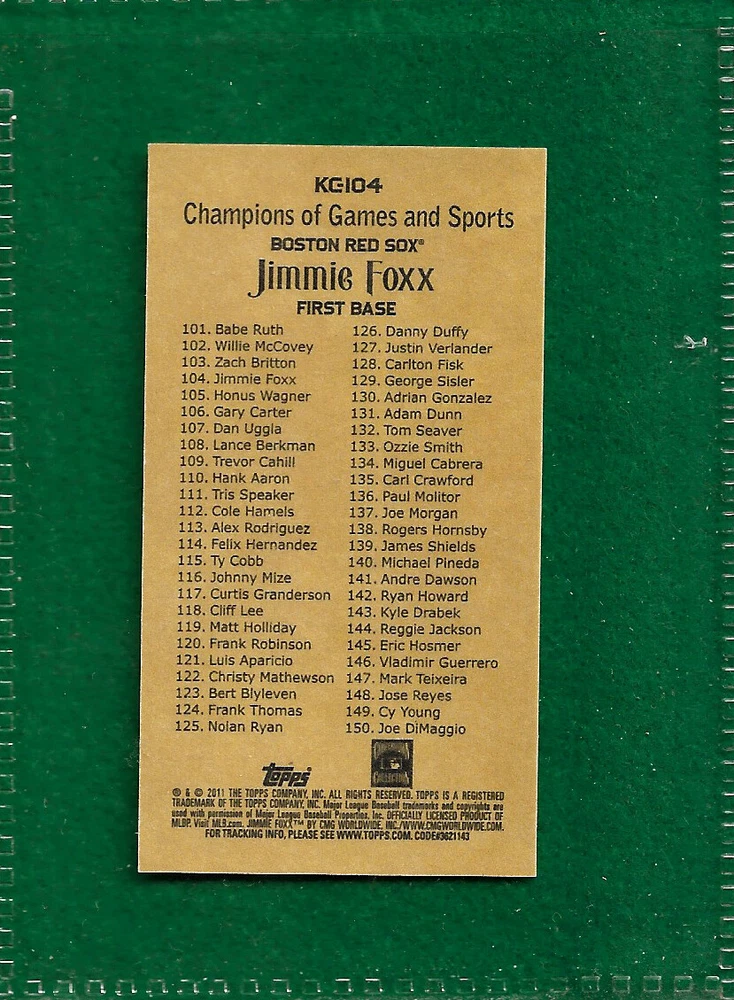 KC104
Champions of Games and Sports
BOSTON RED SOX®
Jimmie Foxx
FIRST BASE
101. Babe Ruth
102. Willie McCovey
103. Zach Britton
104. Jimmie Foxx
105. Honus Wagner
106. Gary Carter
107. Dan Uggla
108. Lance Berkman
109. Trevor Cahill
110. Hank Aaron
111. Tris Speaker
112. Cole Hamels
113. Alex Rodriguez
114. Felix Hernandez
115. Ty Cobb
116. Johnny Mize
117. Curtis Granderson
118. Cliff Lee
119. Matt Holliday
120. Frank Robinson
121. Luis Aparicio
122. Christy Mathewson
123. Bert Blyleven
124. Frank Thomas
125. Nolan Ryan
126. Danny Duffy
127. Justin Verlander
128. Carlton Fisk
129. George Sisler
130. Adrian Gonzalez
131. Adam Dunn
132. Tom Seaver
133. Ozzie Smith
134. Miguel Cabrera
135. Carl Crawford
136. Paul Molitor
137. Joe Morgan
138. Rogers Hornsby
139. James Shields
140. Michael Pineda
141. Andre Dawson
142. Ryan Howard
143. Kyle Drabek
144. Reggie Jackson
145. Eric Hosmer
146. Vladimir Guerrero
147. Mark Teixeira
148. Jose Reyes
149. Cy Young
150. Joe DiMaggio
topps
COLLECTION
® & © 2011 THE TOPPS COMPANY, INC. ALL RIGHTS RESERVED. TOPPS IS A REGISTERED
TRADEMARK OF THE TOPPS COMPANY, INC. Major League Baseball trademarks and copyrights are
used with permission of Major League Baseball Properties, Inc. OFFICIALLY LICENSED PRODUCT OF
MLBP. Visit MLB.com. JIMMIE FOXX™ BY CMG WORLDWIDE, INC./WWW.CMGWORLDWIDE.COM.
FOR TRACKING INFO, PLEASE SEE WWW.TOPPS.COM. CODE#3621143